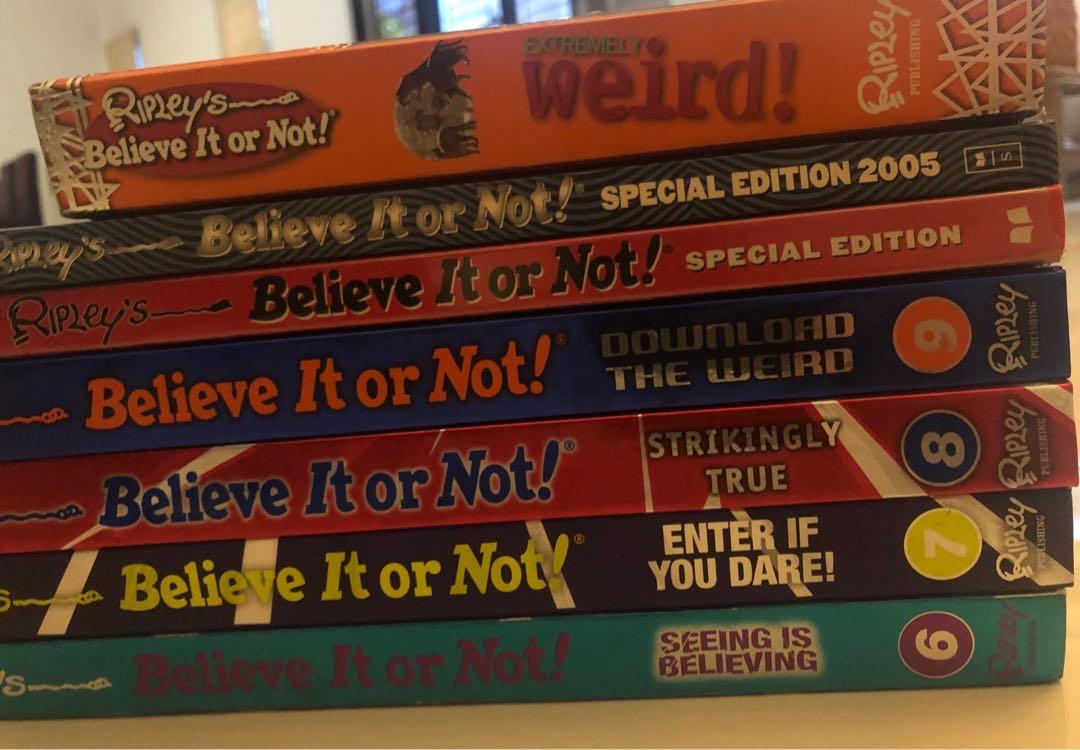 RIPLEY'S
Believe It or Not!
EXTREMELY
weird!
RIPLEY
PUBLISHING
RIPLEY'S Believe It or Not!® SPECIAL EDITION 2005 S
RIPLEY'S Believe It or Not!® SPECIAL EDITION
Believe It or Not!®
DOWNLOAD
THE WEIRD
9
RIPLEY
PUBLISHING
Believe It or Not!®
STRIKINGLY
TRUE
8
RIPLEY
PUBLISHING
S Believe It or Not!®
ENTER IF
YOU DARE!
7
RIPLEY
PUBLISHING
'S Believe It or Not!
SEEING IS
BELIEVING
6
RIPLEY